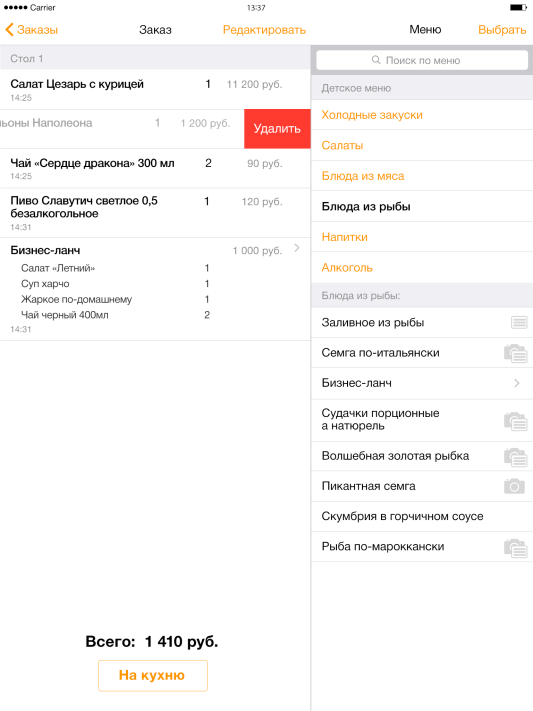 Carrier 13:37
Заказы Заказ Редактировать
Стол 1
Салат Цезарь с курицей 1 11 200 руб.
14:25
ьоны Наполеона 1 1 200 руб. Удалить
Чай «Сердце дракона» 300 мл 2 90 руб.
14:25
Пиво Славутич светлое 0,5 1 120 руб.
безалкогольное
14:31
Бизнес-ланч 1 000 руб.
Салат «Летний» 1
Суп харчо 1
Жаркое по-домашнему 1
Чай черный 400мл 2
14:31
Всего: 1 410 руб.
На кухню
Меню Выбрать
Поиск по меню
Детское меню
Холодные закуски
Салаты
Блюда из мяса
Блюда из рыбы
Напитки
Алкоголь
Блюда из рыбы:
Заливное из рыбы
Семга по-итальянски
Бизнес-ланч
Судачки порционные
а натюрель
Волшебная золотая рыбка
Пикантная семга
Скумбрия в горчичном соусе
Рыба по-мароккански